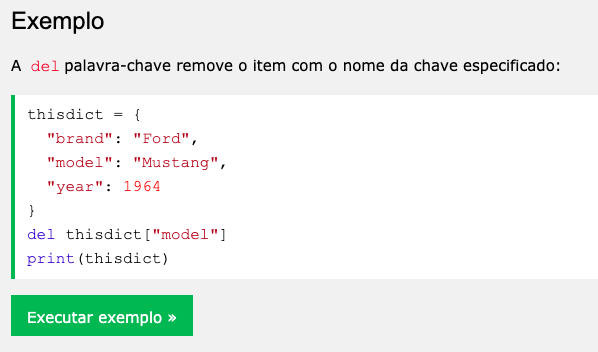 Exemplo
A del palavra-chave remove o item com o nome da chave especificado:
thisdict = {
  "brand": "Ford",
  "model": "Mustang",
  "year": 1964
}
del thisdict["model"]
print(thisdict)
Executar exemplo »